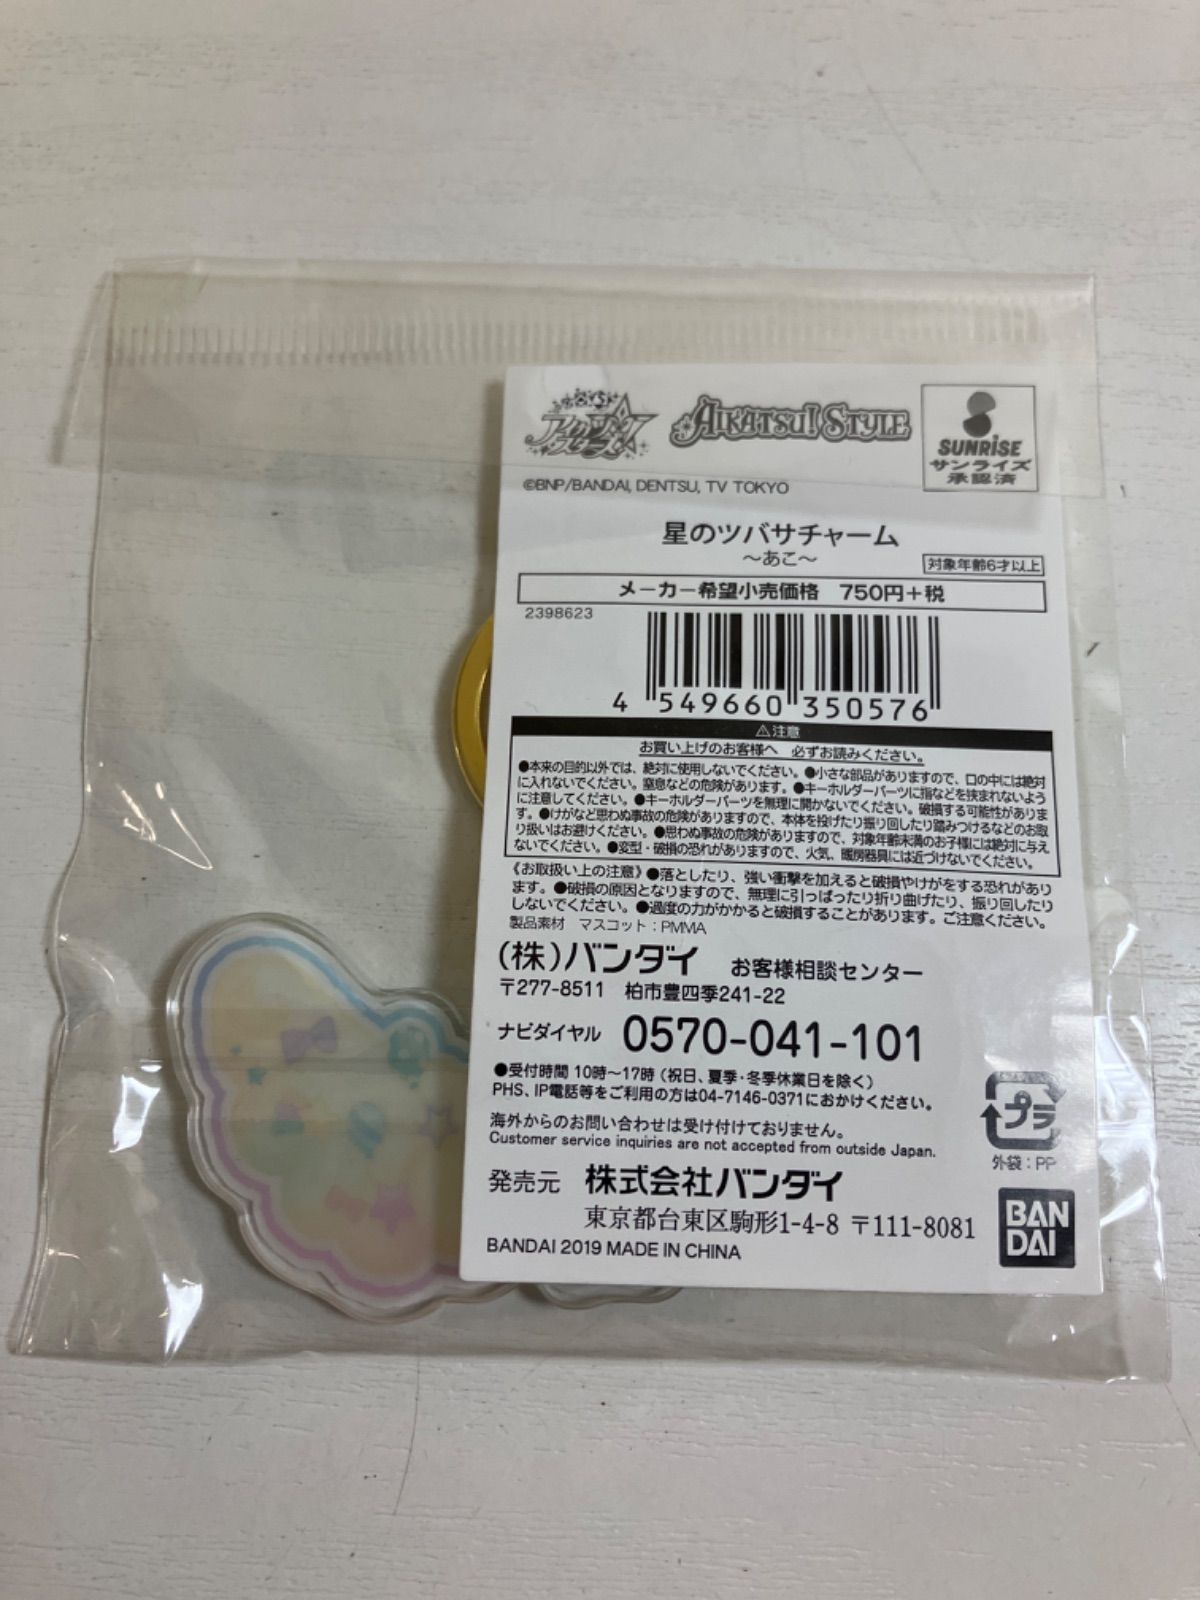 アイカツスターズ!
AIKATSU! STYLE
SUNRISE
サンライズ
承認済
©BNP/BANDAI, DENTSU, TV TOKYO
星のツバサチャーム
～あこ～
対象年齢6才以上
メーカー希望小売価格 750円+税
2398623
4 549660 350576
⚠注意
お買い上げのお客様へ 必ずお読みください。
●本来の目的以外では、絶対に使用しないでください。●小さな部品がありますので、口の中には絶対
に入れないでください。窒息などの危険があります。●キーホルダーパーツに指などを挟まれないよう
に注意してください。●キーホルダーパーツを無理に開かないでください。破損する可能性がありま
す。●けがなど思わぬ事故の危険がありますので、本体を投げたり振り回したり踏みつけるなどのお取
り扱いはお避けください。●思わぬ事故の危険がありますので、対象年齢未満のお子様には絶対に与え
ないでください。●変型・破損の恐れがありますので、火気、暖房器具には近づけないでください。
《お取扱い上の注意》●落としたり、強い衝撃を加えると破損やけがをする恐れがあり
ます。●破損の原因となりますので、無理に引っぱったり折り曲げたり、振り回したり
しないでください。●過度の力がかかると破損することがあります。ご注意ください。
製品素材 マスコット:PMMA
(株)バンダイ お客様相談センター
〒277-8511 柏市豊四季241-22
ナビダイヤル 0570-041-101
●受付時間 10時～17時(祝日、夏季・冬季休業日を除く)
PHS、IP電話等をご利用の方は04-7146-0371におかけください。
海外からのお問い合わせは受け付けておりません。
Customer service inquiries are not accepted from outside Japan.
プラ
外袋:PP
発売元 株式会社バンダイ
東京都台東区駒形1-4-8 〒111-8081
BANDAI 2019 MADE IN CHINA
BAN
DAI